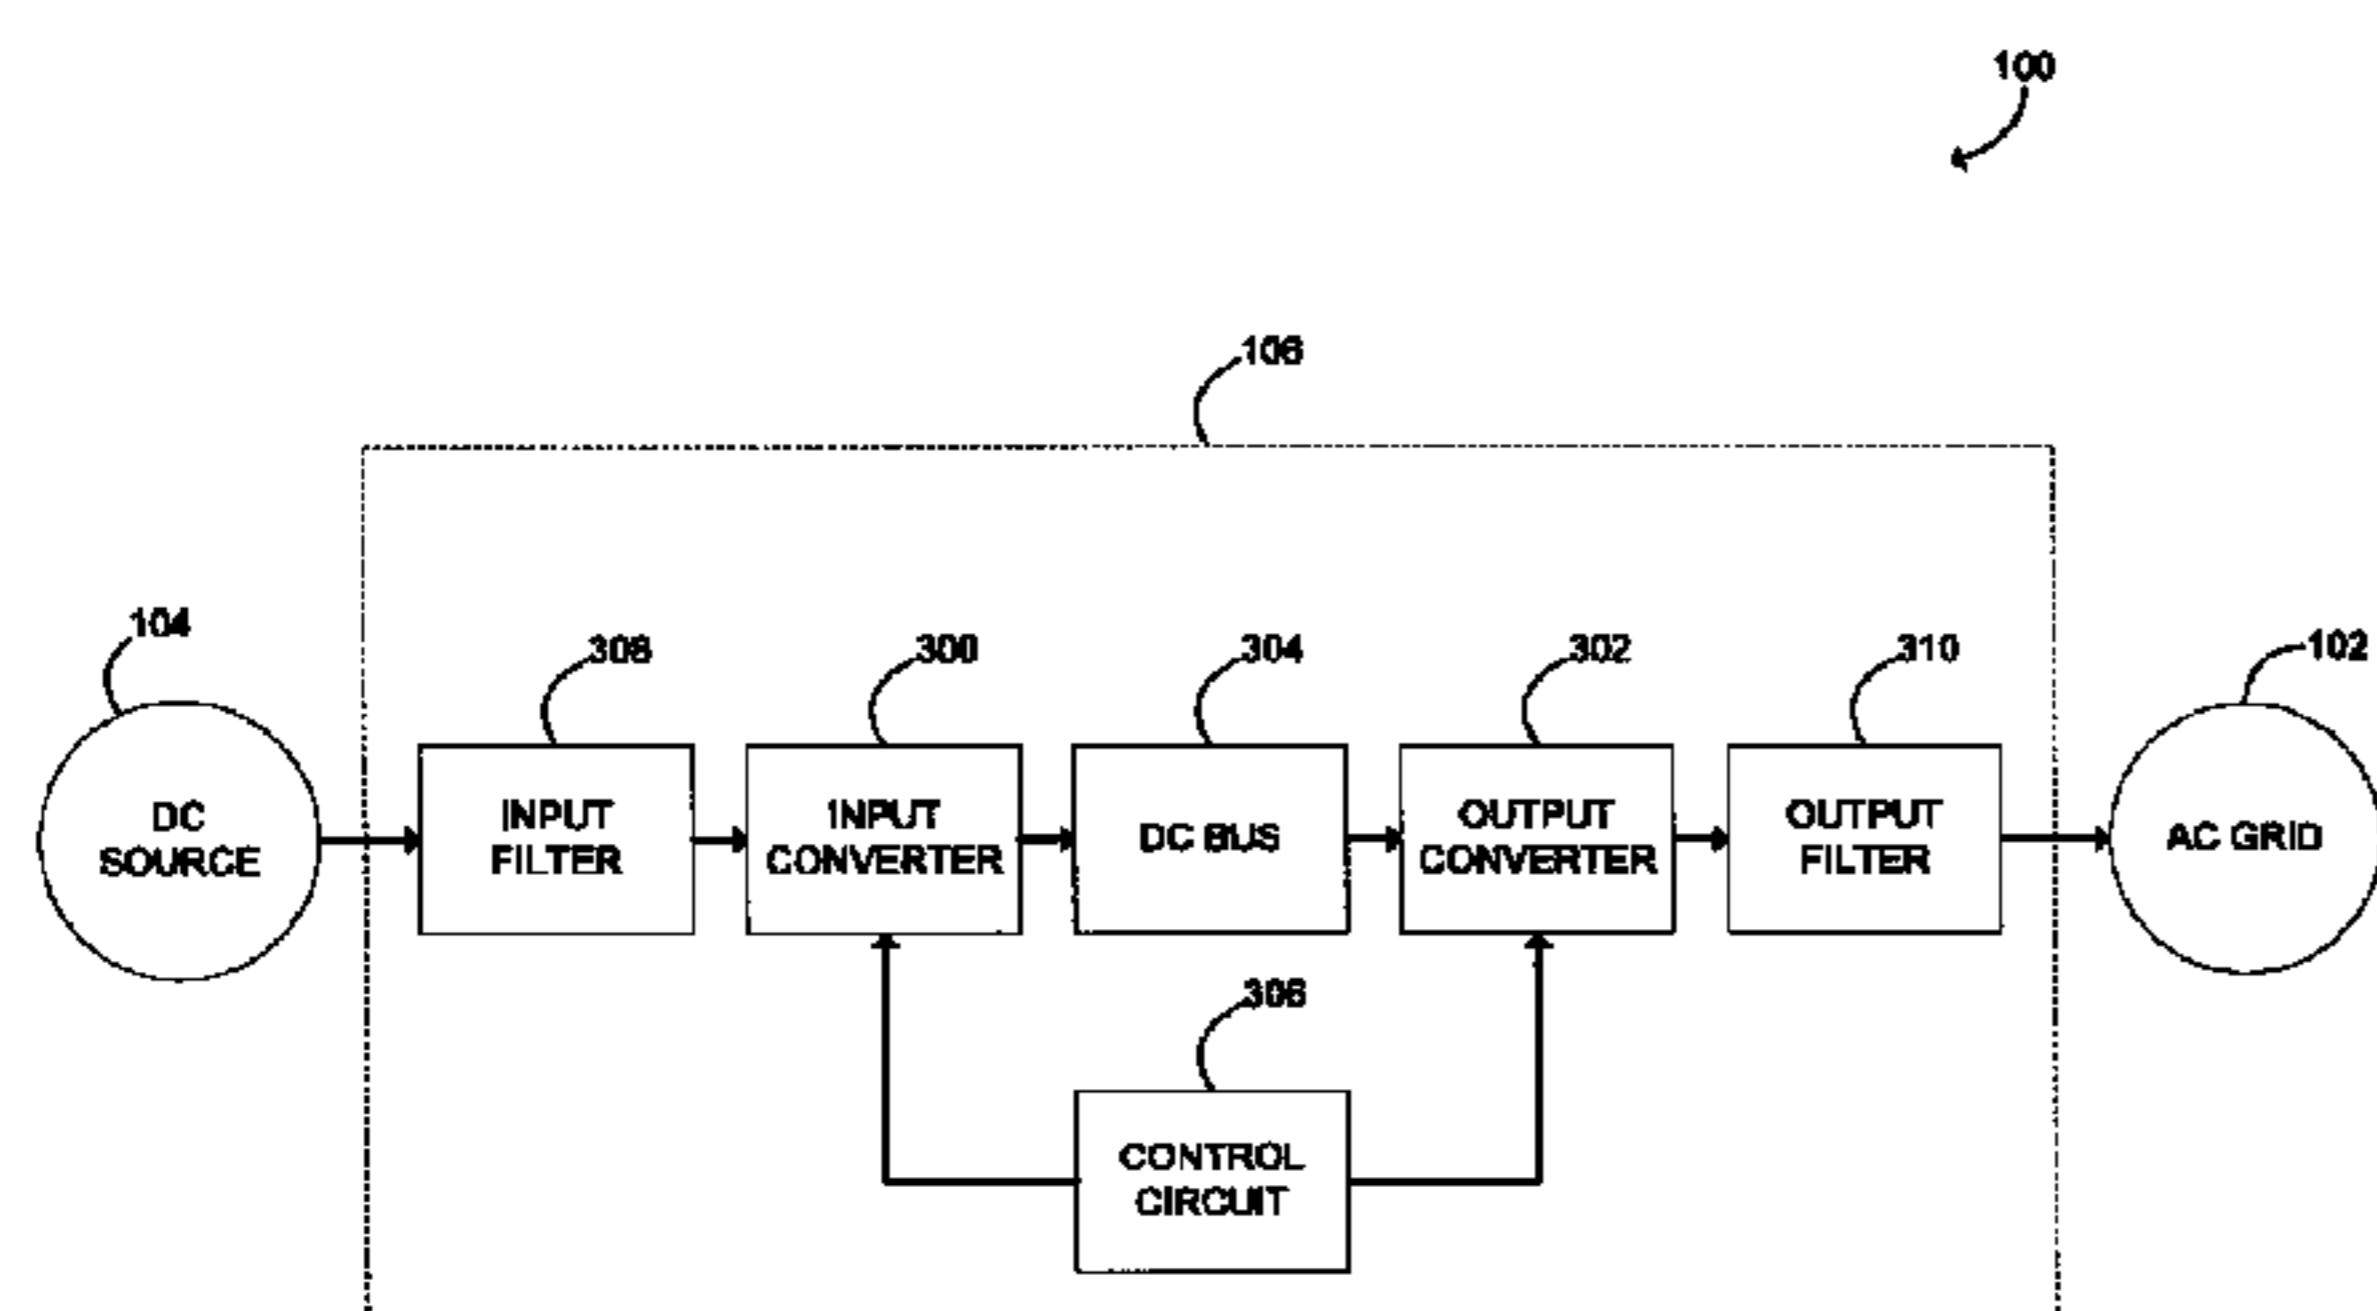 100
106
104
308
300
304
302
310
102
DC
SOURCE
INPUT
FILTER
INPUT
CONVERTER
DC BUS
OUTPUT
CONVERTER
OUTPUT
FILTER
AC GRID
306
CONTROL
CIRCUIT